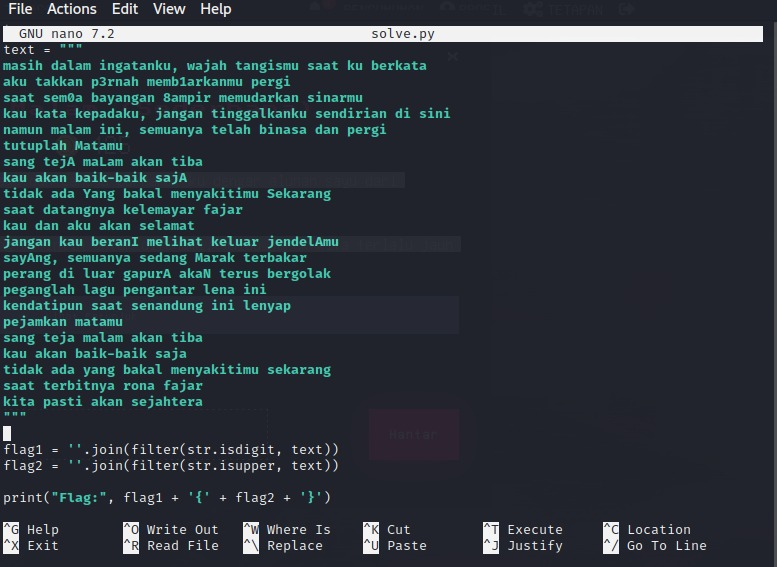 File Actions Edit View Help
GNU nano 7.2 solve.py
text = """
masih dalam ingatanku, wajah tangismu saat ku berkata
aku takkan p3rnah memb1arkanmu pergi
saat sem0a bayangan 8ampir memudarkan sinarmu
kau kata kepadaku, jangan tinggalkanku sendirian di sini
namun malam ini, semuanya telah binasa dan pergi
tutuplah Matamu
sang tejA maLam akan tiba
kau akan baik-baik sajA
tidak ada Yang bakal menyakitimu Sekarang
saat datangnya kelemayar fajar
kau dan aku akan selamat
jangan kau beranI melihat keluar jendelAmu
sayAng, semuanya sedang Marak terbakar
perang di luar gapurA akaN terus bergolak
peganglah lagu pengantar lena ini
kendatipun saat senandung ini lenyap
pejamkan matamu
sang teja malam akan tiba
kau akan baik-baik saja
tidak ada yang bakal menyakitimu sekarang
saat terbitnya rona fajar
kita pasti akan sejahtera
"""
flag1 = ''.join(filter(str.isdigit, text))
flag2 = ''.join(filter(str.isupper, text))
print("Flag:", flag1 + '{' + flag2 + '}')
^G Help ^O Write Out ^W Where Is ^K Cut ^T Execute ^C Location
^X Exit ^R Read File ^\ Replace ^U Paste ^J Justify ^/ Go To Line